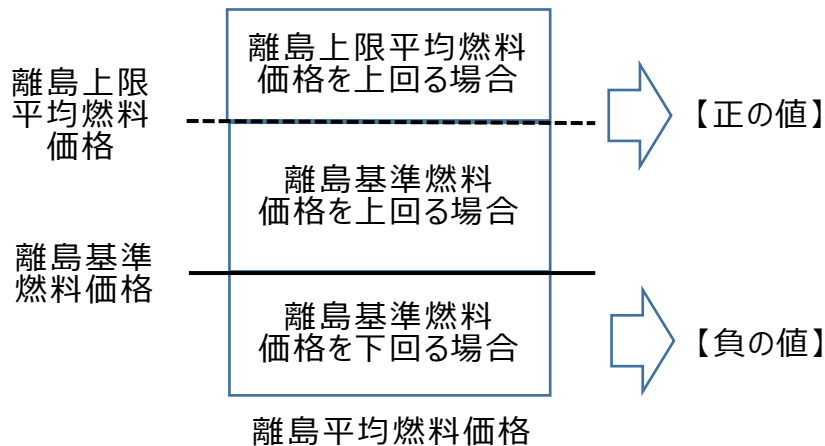 離島上限平均燃料
価格を上回る場合
離島上限
平均燃料
価格
【正の値】
離島基準燃料
価格を上回る場合
離島基準
燃料価格
離島基準燃料
価格を下回る場合
【負の値】
離島平均燃料価格